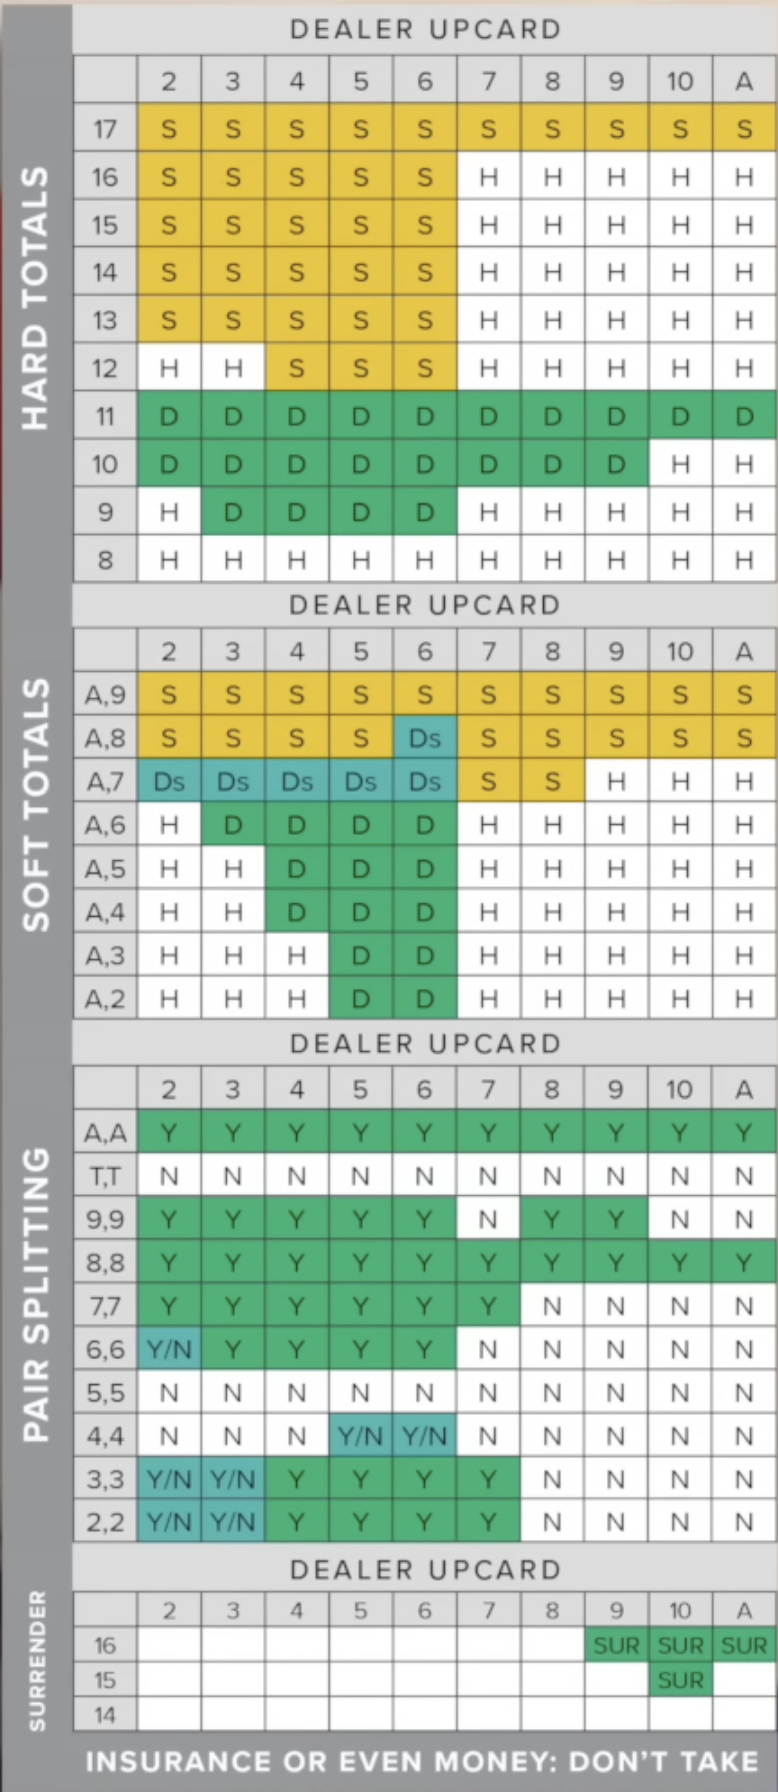 HARD TOTALS
DEALER UPCARD
2 3 4 5 6 7 8 9 10 A
17 S S S S S S S S S S
16 S S S S S H H H H H
15 S S S S S H H H H H
14 S S S S S H H H H H
13 S S S S S H H H H H
12 H H S S S H H H H H
11 D D D D D D D D D D
10 D D D D D D D D H H
9 H D D D D H H H H H
8 H H H H H H H H H H
SOFT TOTALS
DEALER UPCARD
2 3 4 5 6 7 8 9 10 A
A,9 S S S S S S S S S S
A,8 S S S S Ds S S S S S
A,7 Ds Ds Ds Ds Ds S S H H H
A,6 H D D D D H H H H H
A,5 H H D D D H H H H H
A,4 H H D D D H H H H H
A,3 H H H D D H H H H H
A,2 H H H D D H H H H H
PAIR SPLITTING
DEALER UPCARD
2 3 4 5 6 7 8 9 10 A
A,A Y Y Y Y Y Y Y Y Y Y
T,T N N N N N N N N N N
9,9 Y Y Y Y Y N Y Y N N
8,8 Y Y Y Y Y Y Y Y Y Y
7,7 Y Y Y Y Y Y N N N N
6,6 Y/N Y Y Y Y N N N N N
5,5 N N N N N N N N N N
4,4 N N N Y/N Y/N N N N N N
3,3 Y/N Y/N Y Y Y Y N N N N
2,2 Y/N Y/N Y Y Y Y N N N N
SURRENDER
DEALER UPCARD
2 3 4 5 6 7 8 9 10 A
16 SUR SUR SUR
15 SUR
14
INSURANCE OR EVEN MONEY: DON'T TAKE